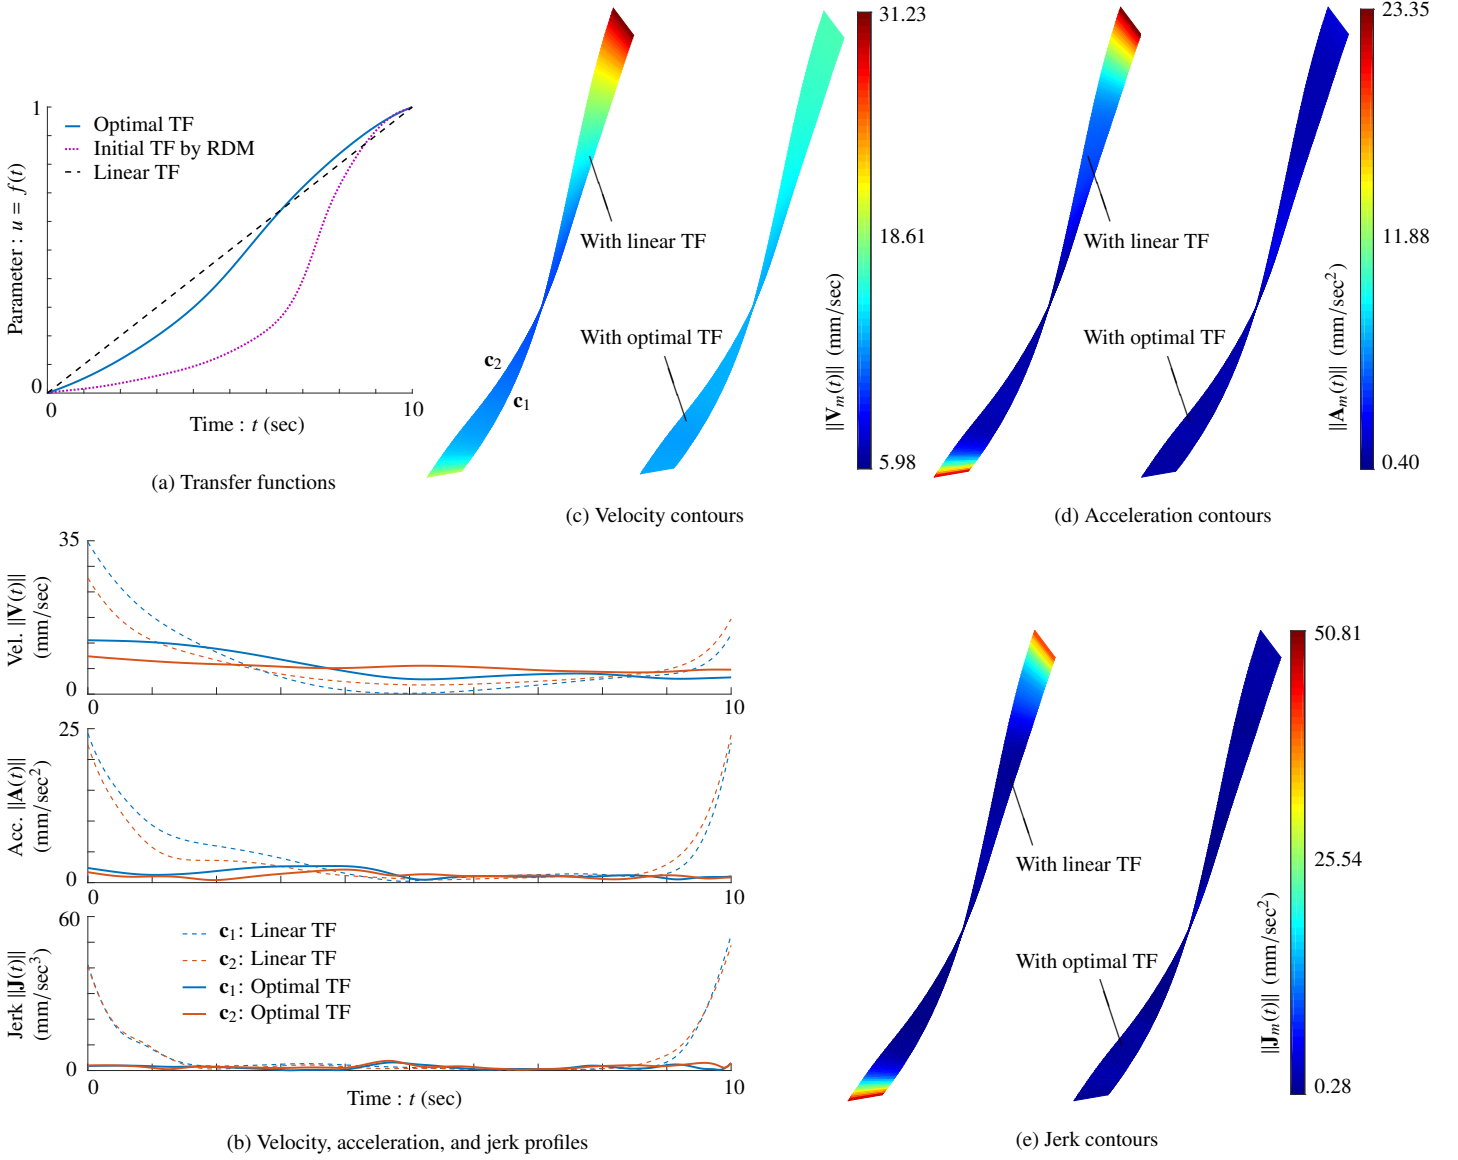 1
Optimal TF
Initial TF by RDM
Linear TF
Parameter : u = f(t)
0
0
10
Time : t (sec)
(a) Transfer functions
With linear TF
With optimal TF
c2
c1
31.23
18.61
5.98
||Vm(t)|| (mm/sec)
(c) Velocity contours
With linear TF
With optimal TF
23.35
11.88
0.40
||Am(t)|| (mm/sec²)
(d) Acceleration contours
35
Vel. ||V(t)||
(mm/sec)
0
0
10
25
Acc. ||A(t)||
(mm/sec²)
0
0
10
60
c1: Linear TF
c2: Linear TF
c1: Optimal TF
c2: Optimal TF
Jerk ||J(t)||
(mm/sec³)
0
0
10
Time : t (sec)
(b) Velocity, acceleration, and jerk profiles
With linear TF
With optimal TF
50.81
25.54
0.28
||Jm(t)|| (mm/sec²)
(e) Jerk contours